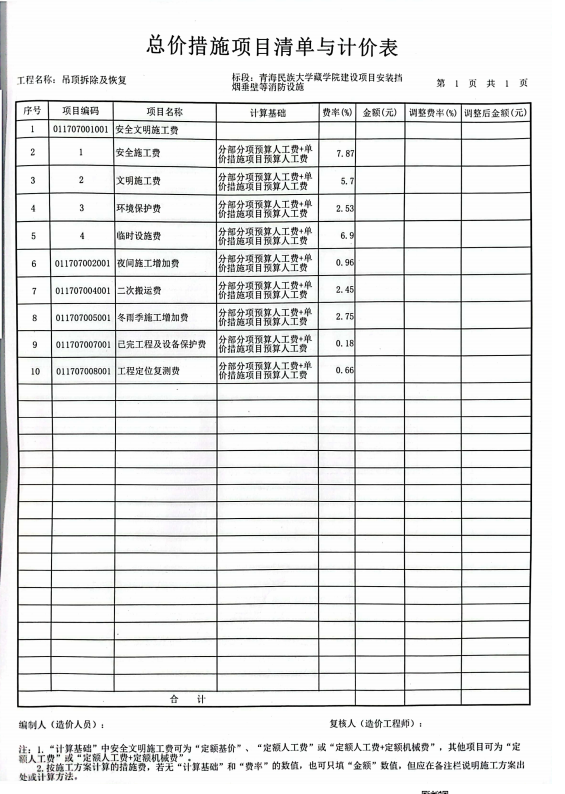 总价措施项目清单与计价表
工程名称：吊顶拆除及恢复
标段：青海民族大学藏学院建设项目安装挡
烟垂壁等消防设施
第 1 页 共 1 页
序号 项目编码 项目名称 计算基础 费率(%) 金额(元) 调整费率(%) 调整后金额(元)
1 011707001001 安全文明施工费
2 1 安全施工费 分部分项预算人工费+单
价措施项目预算人工费 7.87
3 2 文明施工费 分部分项预算人工费+单
价措施项目预算人工费 5.7
4 3 环境保护费 分部分项预算人工费+单
价措施项目预算人工费 2.53
5 4 临时设施费 分部分项预算人工费+单
价措施项目预算人工费 6.9
6 011707002001 夜间施工增加费 分部分项预算人工费+单
价措施项目预算人工费 0.96
7 011707004001 二次搬运费 分部分项预算人工费+单
价措施项目预算人工费 2.45
8 011707005001 冬雨季施工增加费 分部分项预算人工费+单
价措施项目预算人工费 2.75
9 011707007001 已完工程及设备保护费 分部分项预算人工费+单
价措施项目预算人工费 0.18
10 011707008001 工程定位复测费 分部分项预算人工费+单
价措施项目预算人工费 0.66
合 计
编制人（造价人员）：
复核人（造价工程师）：
注：1.“计算基础”中安全文明施工费可为“定额基价”、“定额人工费”或“定额人工费+定额机械费”，其他项目可为“定
额人工费”或“定额人工费+定额机械费”。
2.按施工方案计算的措施费，若无“计算基础”和“费率”的数值，也可只填“金额”数值，但应在备注栏说明施工方案出
处或计算方法。